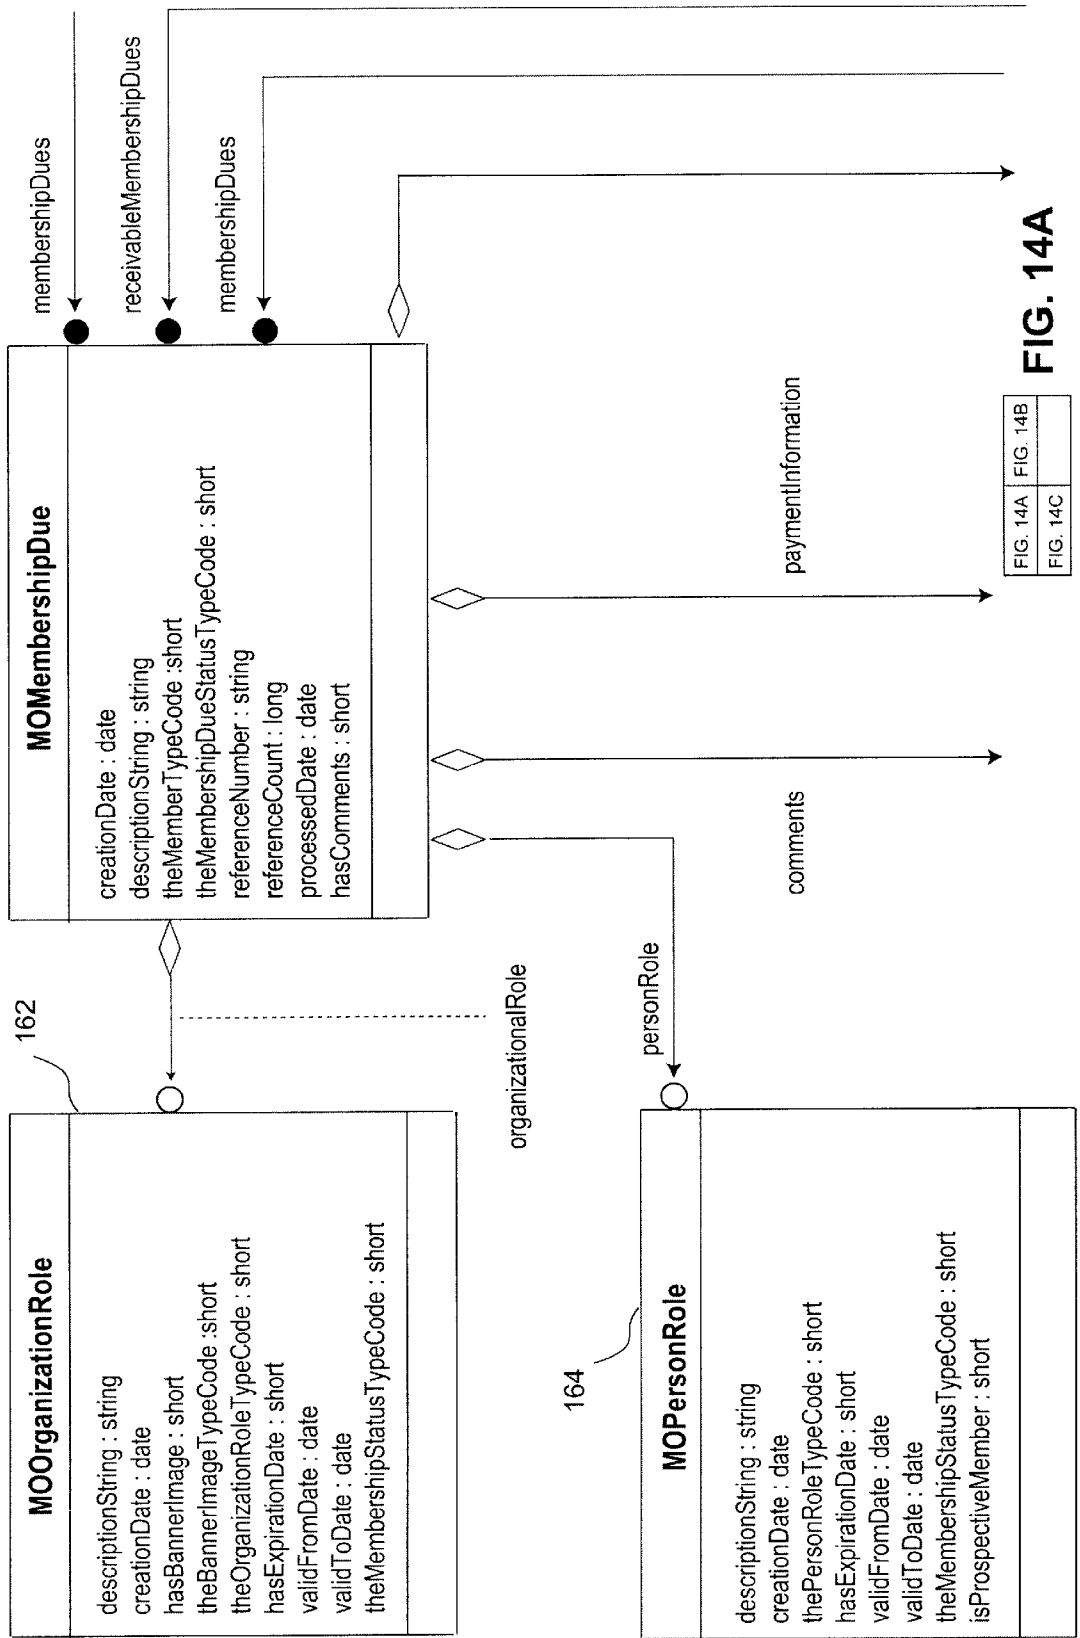 MOOrganizationRole
descriptionString : string
creationDate : date
hasBannerImage : short
theBannerImageTypeCode :short
theOrganizationRoleTypeCode : short
hasExpirationDate : short
validFromDate : date
validToDate : date
theMembershipStatusTypeCode : short
162
organizationalRole
MOMembershipDue
creationDate : date
descriptionString : string
theMemberTypeCode :short
theMembershipDueStatusTypeCode : short
referenceNumber : string
referenceCount : long
processedDate : date
hasComments : short
membershipDues
receivableMembershipDues
membershipDues
164
MOPersonRole
descriptionString : string
creationDate : date
thePersonRoleTypeCode : short
hasExpirationDate : short
validFromDate : date
validToDate : date
theMembershipStatusTypeCode : short
isProspectiveMember : short
personRole
comments
paymentInformation
FIG. 14A FIG. 14B
FIG. 14C
FIG. 14A